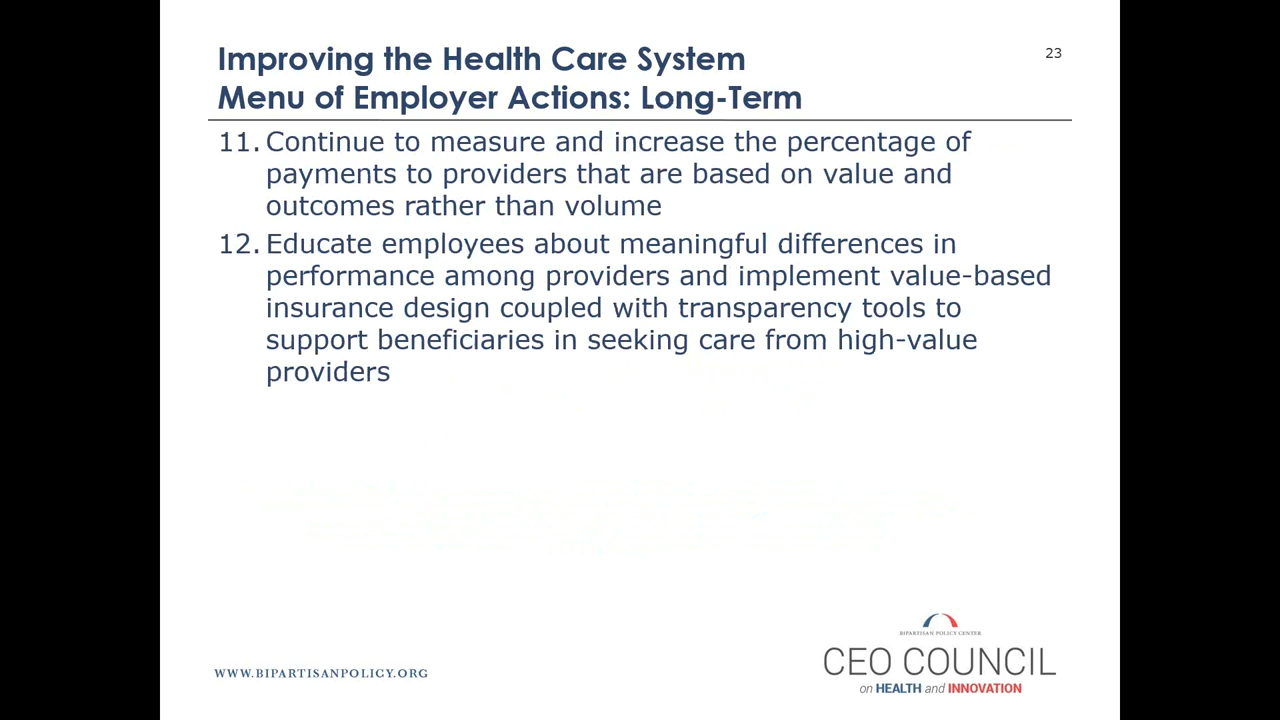 Improving the Health Care System
23
Menu of Employer Actions: Long-Term
11. Continue to measure and increase the percentage of
payments to providers that are based on value and
outcomes rather than volume
12. Educate employees about meaningful differences in
performance among providers and implement value-based
insurance design coupled with transparency tools to
support beneficiaries in seeking care from high-value
providers
BIPARTISAN POLICY CENTER
CEO COUNCIL
on HEALTH and INNOVATION
WWW.BIPARTISANPOLICY.ORG